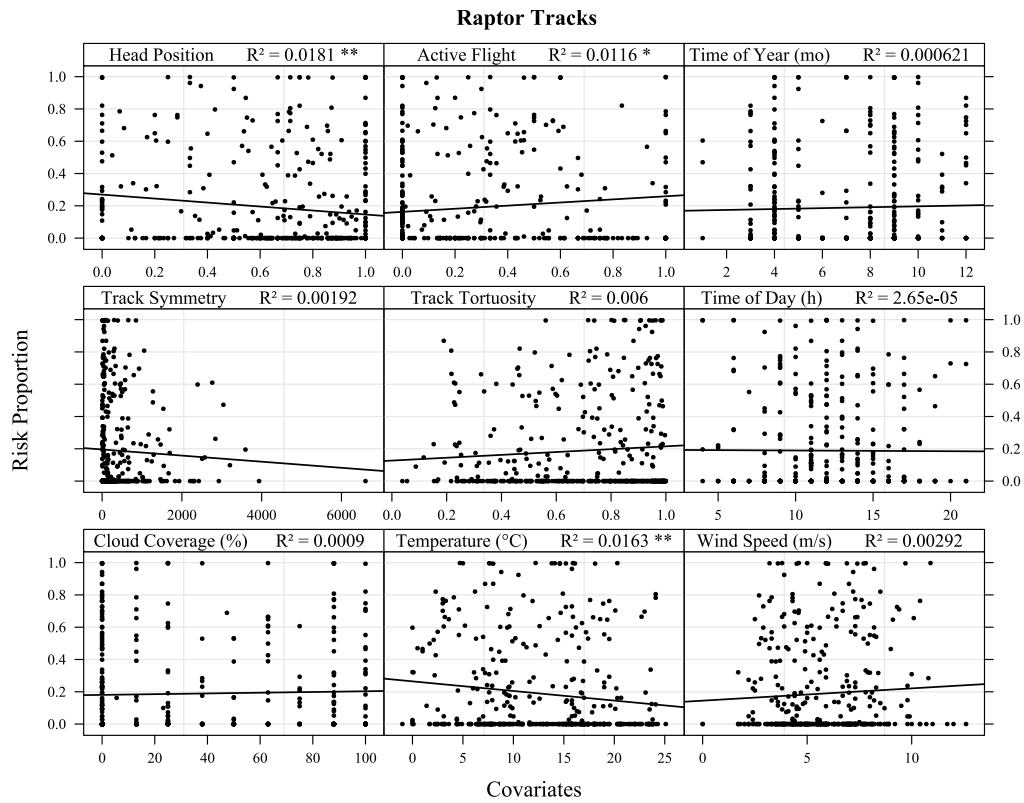 Raptor Tracks
Head Position R² = 0.0181 **
Active Flight R² = 0.0116 *
Time of Year (mo) R² = 0.000621
1.0
0.8
0.6
0.4
0.2
0.0
0.0 0.2 0.4 0.6 0.8 1.0
0.0 0.2 0.4 0.6 0.8 1.0
2 4 6 8 10 12
Track Symmetry R² = 0.00192
Track Tortuosity R² = 0.006
Time of Day (h) R² = 2.65e-05
1.0
0.8
0.6
0.4
0.2
0.0
0 2000 4000 6000
0.0 0.2 0.4 0.6 0.8 1.0
5 10 15 20
Cloud Coverage (%) R² = 0.0009
Temperature (°C) R² = 0.0163 **
Wind Speed (m/s) R² = 0.00292
1.0
0.8
0.6
0.4
0.2
0.0
0 20 40 60 80 100
0 5 10 15 20 25
0 5 10
Risk Proportion
Covariates